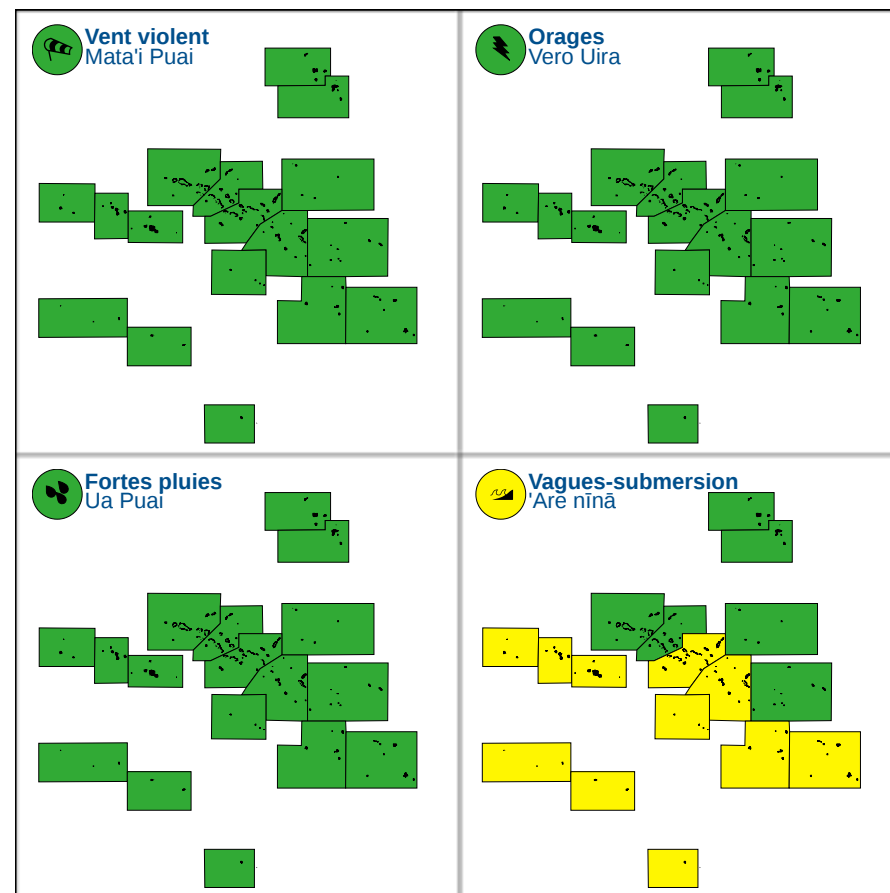 Vent violent
Mata'i Puai
Orages
Vero Uira
Fortes pluies
Ua Puai
Vagues-submersion
'Are nīnā